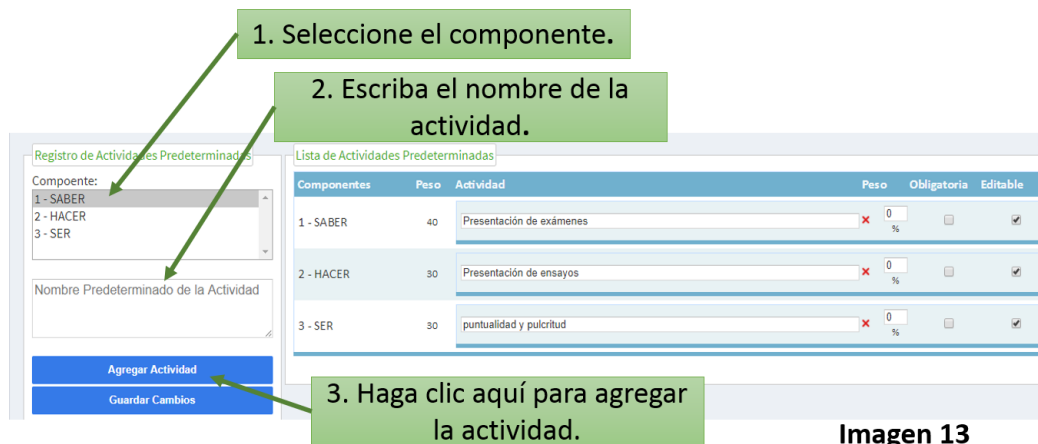 1. Seleccione el componente.
2. Escriba el nombre de la
actividad.
Registro de Actividades Predeterminadas
Compoente:
1 - SABER
2 - HACER
3 - SER
Nombre Predeterminado de la Actividad
Agregar Actividad
Guardar Cambios
Lista de Actividades Predeterminadas
Componentes Peso Actividad Peso Obligatoria Editable
1 - SABER 40 Presentación de exámenes 0
%
2 - HACER 30 Presentación de ensayos 0
%
3 - SER 30 puntualidad y pulcritud 0
%
3. Haga clic aquí para agregar
la actividad.
Imagen 13